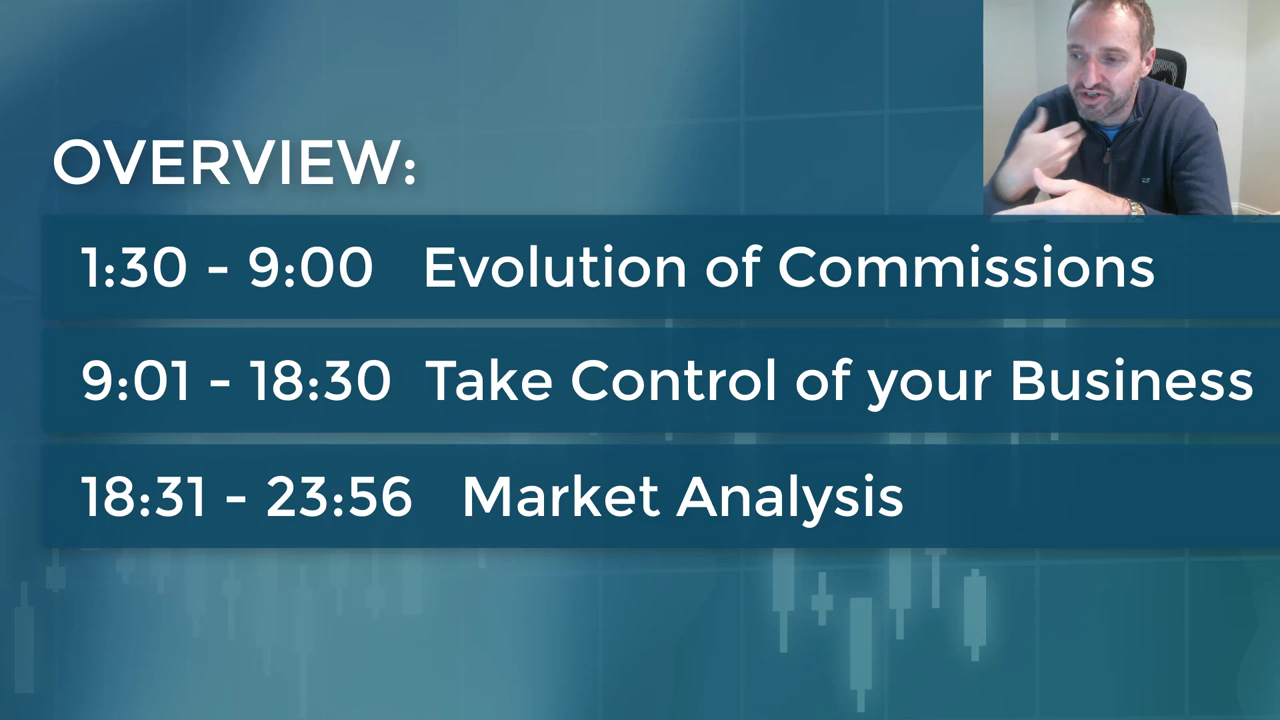 OVERVIEW:
1:30 - 9:00 Evolution of Commissions
9:01 - 18:30 Take Control of your Business
18:31 - 23:56 Market Analysis